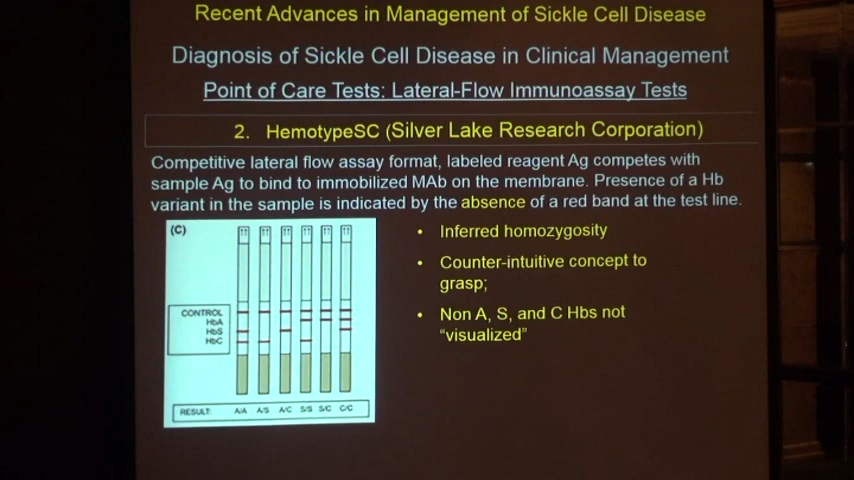 Recent Advances in Management of Sickle Cell Disease
Diagnosis of Sickle Cell Disease in Clinical Management
Point of Care Tests: Lateral-Flow Immunoassay Tests
2. HemotypeSC (Silver Lake Research Corporation)
Competitive lateral flow assay format, labeled reagent Ag competes with
sample Ag to bind to immobilized MAb on the membrane. Presence of a Hb
variant in the sample is indicated by the absence of a red band at the test line.
(C)
CONTROL
HbA
HbS
HbC
RESULT: A/A A/S A/C S/S S/C C/C
• Inferred homozygosity
• Counter-intuitive concept to
grasp;
• Non A, S, and C Hbs not
"visualized"